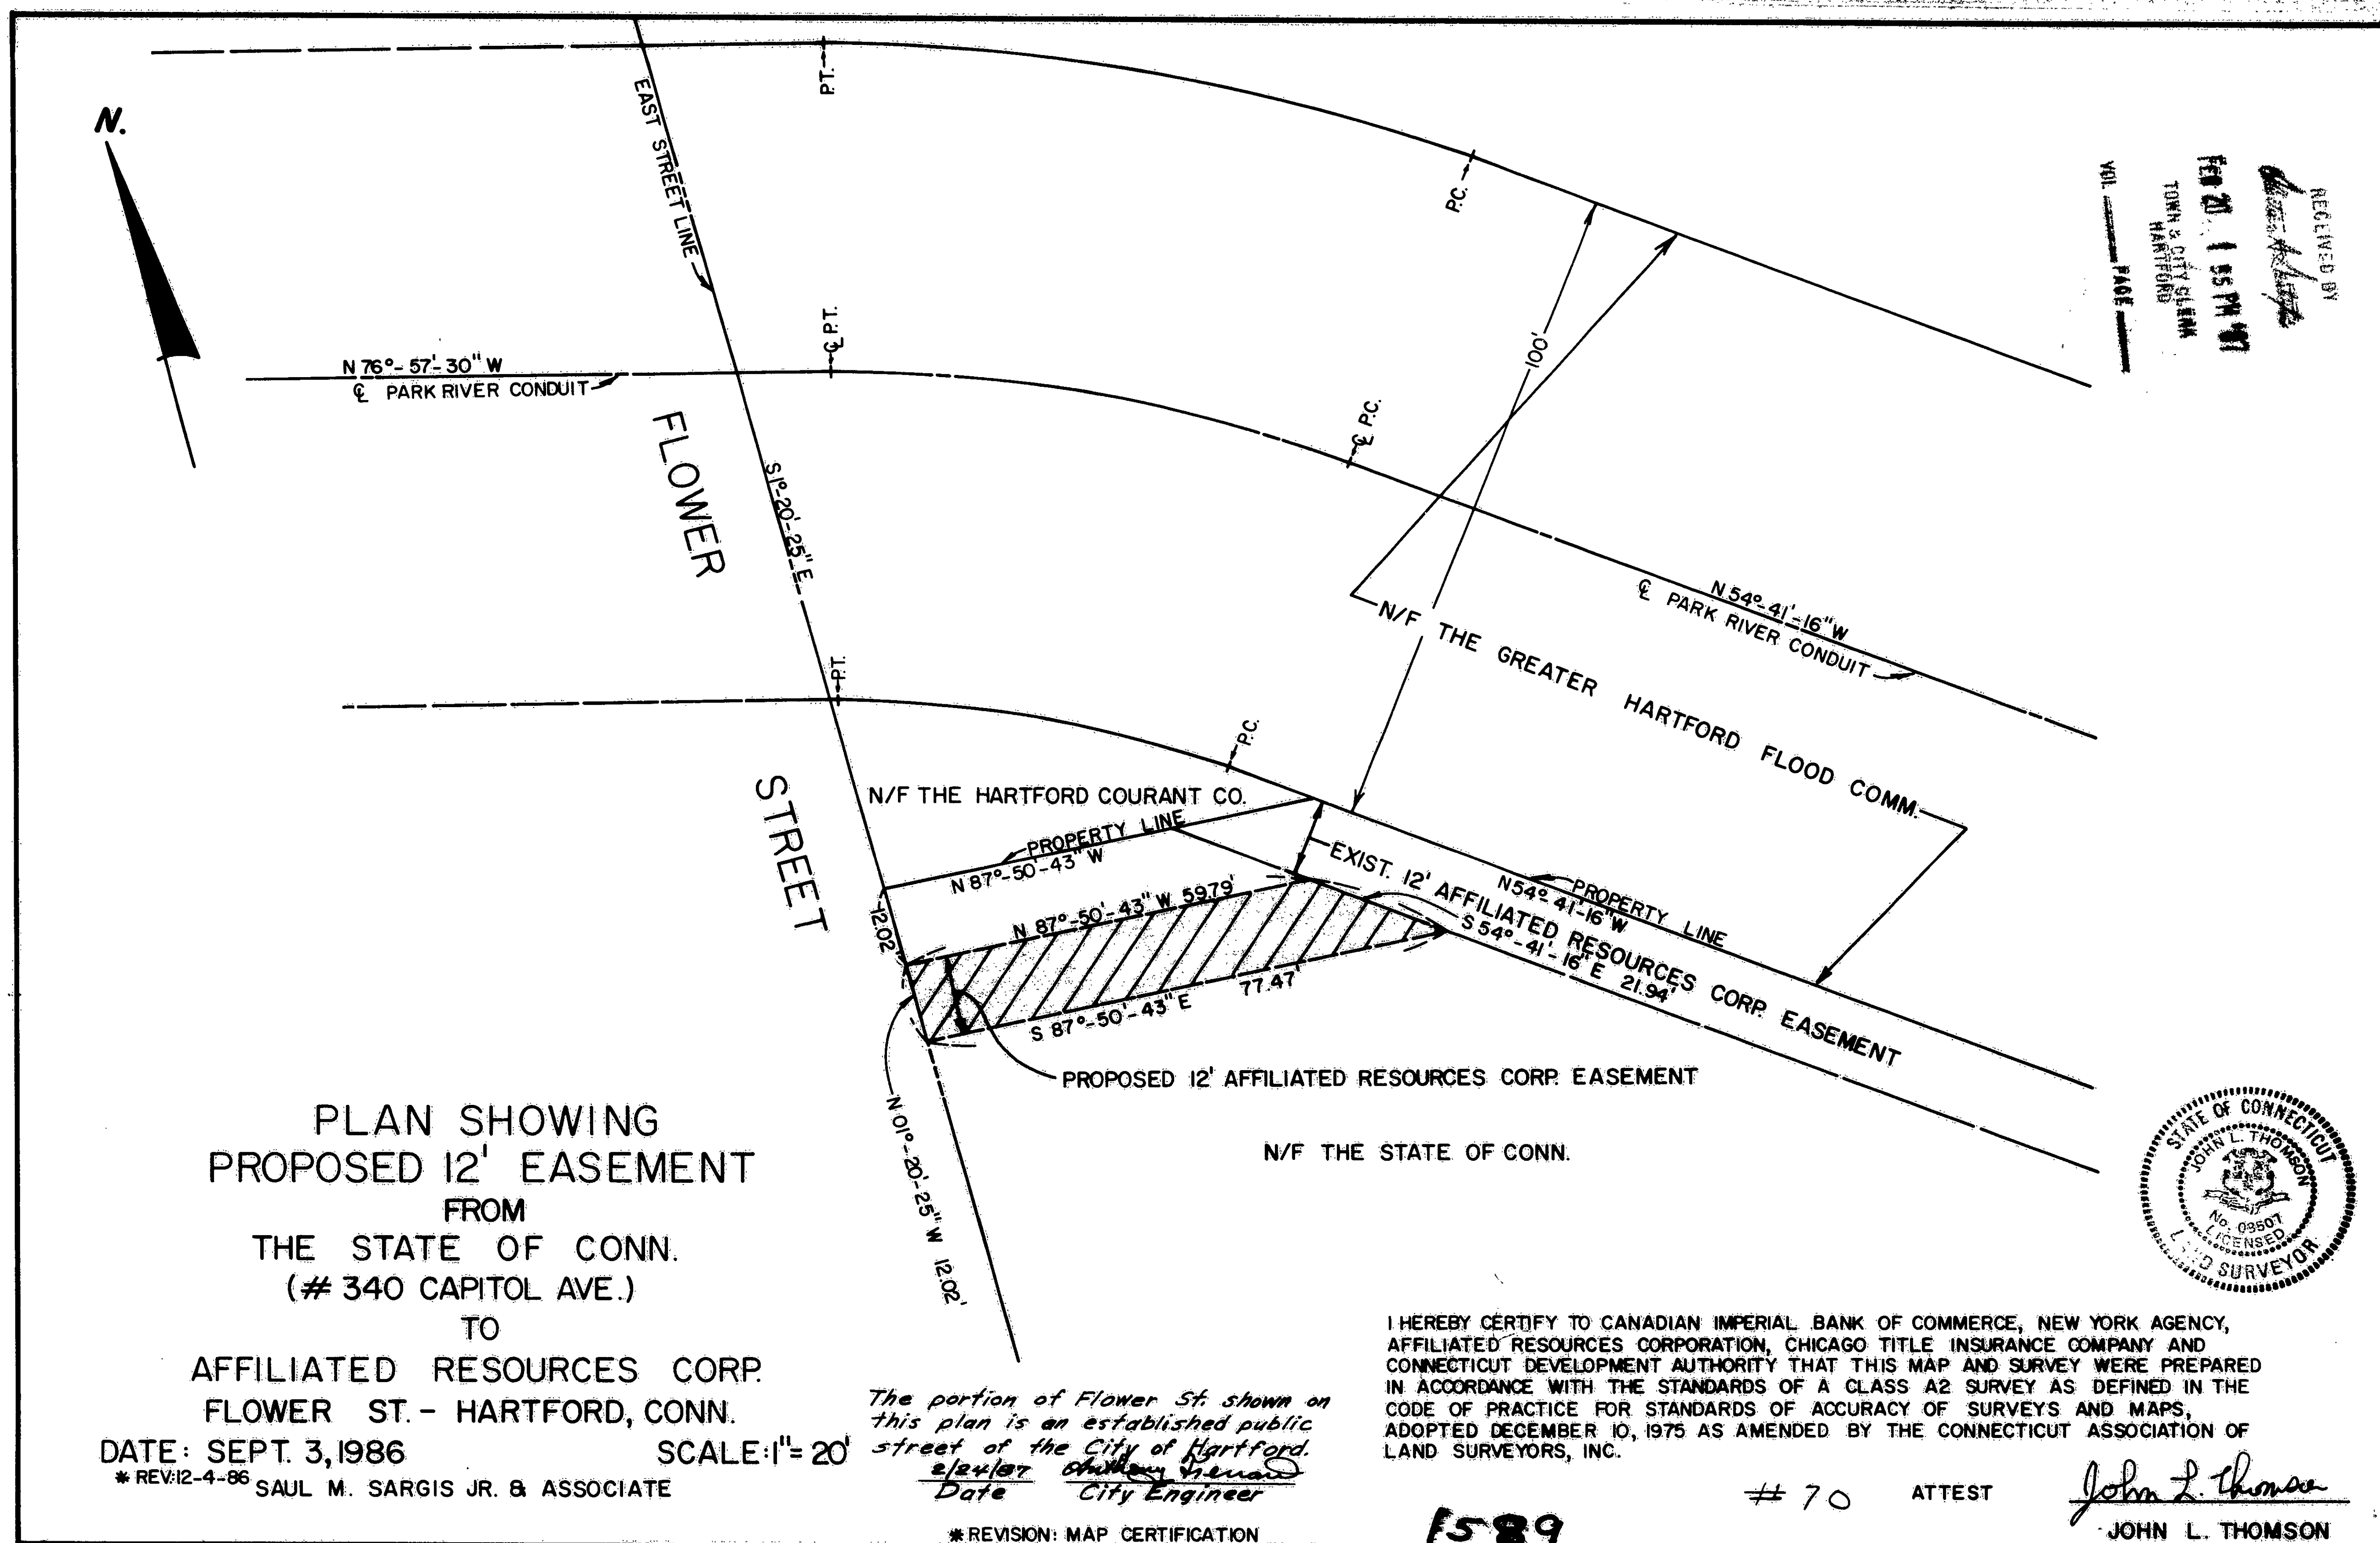 N.
EAST STREET LINE
P.T.
P.C.
RECEIVED BY
FEB 20 1 55 PM '87
TOWN & CITY CLERK
HARTFORD
VOL. PAGE
N 76°-57'-30" W
℄ PARK RIVER CONDUIT
℄ P.T.
℄ P.C.
100'
FLOWER
STREET
S 1°-20'-25" E
N 54°-41'-16" W
℄ PARK RIVER CONDUIT
N/F THE GREATER HARTFORD FLOOD COMM.
P.T.
P.C.
N/F THE HARTFORD COURANT CO.
PROPERTY LINE
N 87°-50'-43" W
12.02'
N 87°-50'-43" W 59.79'
EXIST. 12' AFFILIATED RESOURCES CORP. EASEMENT
PROPERTY LINE
N 54°-41'-16" W
S 54°-41'-16" E 21.94'
S 87°-50'-43" E 77.47'
PROPOSED 12' AFFILIATED RESOURCES CORP. EASEMENT
N 01°-20'-25" W 12.02'
N/F THE STATE OF CONN.
PLAN SHOWING
PROPOSED 12' EASEMENT
FROM
THE STATE OF CONN.
(# 340 CAPITOL AVE.)
TO
AFFILIATED RESOURCES CORP.
FLOWER ST. - HARTFORD, CONN.
DATE: SEPT. 3, 1986 SCALE: 1" = 20'
* REV: 12-4-86 SAUL M. SARGIS JR. & ASSOCIATE
The portion of Flower St. shown on
this plan is an established public
street of the City of Hartford.
2/24/87 Anthony
Date City Engineer
* REVISION: MAP CERTIFICATION
STATE OF CONNECTICUT
JOHN L. THOMSON
No. 08507
LICENSED
LAND SURVEYOR
I HEREBY CERTIFY TO CANADIAN IMPERIAL BANK OF COMMERCE, NEW YORK AGENCY,
AFFILIATED RESOURCES CORPORATION, CHICAGO TITLE INSURANCE COMPANY AND
CONNECTICUT DEVELOPMENT AUTHORITY THAT THIS MAP AND SURVEY WERE PREPARED
IN ACCORDANCE WITH THE STANDARDS OF A CLASS A2 SURVEY AS DEFINED IN THE
CODE OF PRACTICE FOR STANDARDS OF ACCURACY OF SURVEYS AND MAPS,
ADOPTED DECEMBER 10, 1975 AS AMENDED BY THE CONNECTICUT ASSOCIATION OF
LAND SURVEYORS, INC.
# 70 ATTEST John L. Thomson
JOHN L. THOMSON
1589